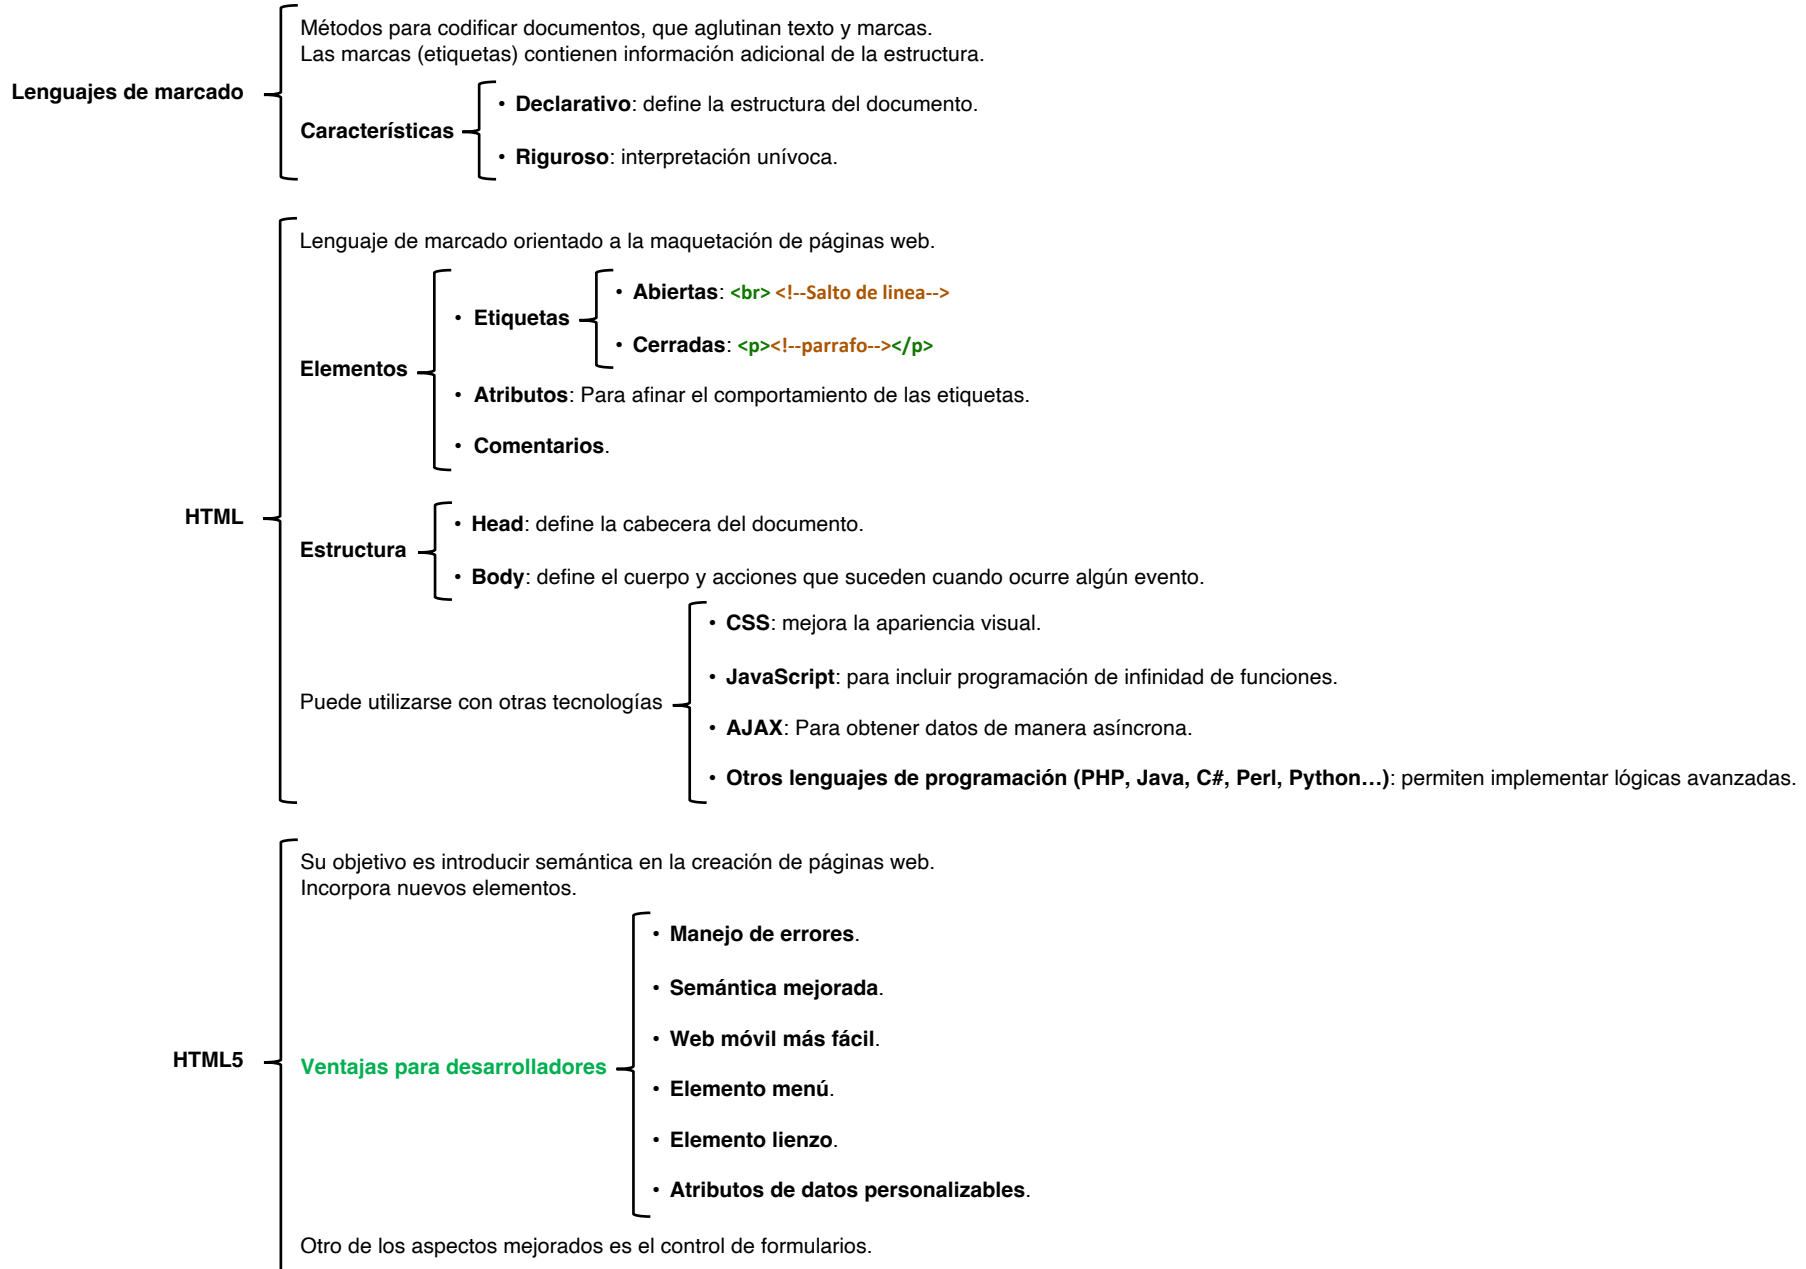 Métodos para codificar documentos, que aglutinan texto y marcas.
Las marcas (etiquetas) contienen información adicional de la estructura.
Lenguajes de marcado
• Declarativo: define la estructura del documento.
Característísticas
• Riguroso: interpretación unívoca.
Lenguaje de marcado orientado a la maquetación de páginas web.
• Abiertas: <br> <!--Salto de linea-->
• Etiquetas
• Cerradas: <p><!--parrafo--></p>
Elementos
• Atributos: Para afinar el comportamiento de las etiquetas.
• Comentarios.
HTML
• Head: define la cabecera del documento.
Estructura
• Body: define el cuerpo y acciones que suceden cuando ocurre algún evento.
• CSS: mejora la apariencia visual.
• JavaScript: para incluir programación de infinidad de funciones.
Puede utilizarse con otras tecnologías
• AJAX: Para obtener datos de manera asíncrona.
• Otros lenguajes de programación (PHP, Java, C#, Perl, Python…): permiten implementar lógicas avanzadas.
Su objetivo es introducir semántica en la creación de páginas web.
Incorpora nuevos elementos.
• Manejo de errores.
• Semántica mejorada.
• Web móvil más fácil.
HTML5
Ventajas para desarrolladores
• Elemento menú.
• Elemento lienzo.
• Atributos de datos personalizables.
Otro de los aspectos mejorados es el control de formularios.